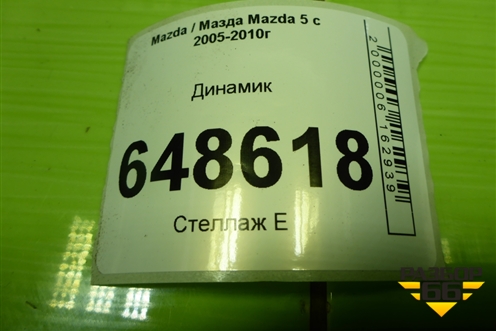 Mazda / Мазда Mazda 5 с
2005-2010г
Динамик
648618
Стеллаж Е
2000006162939
66